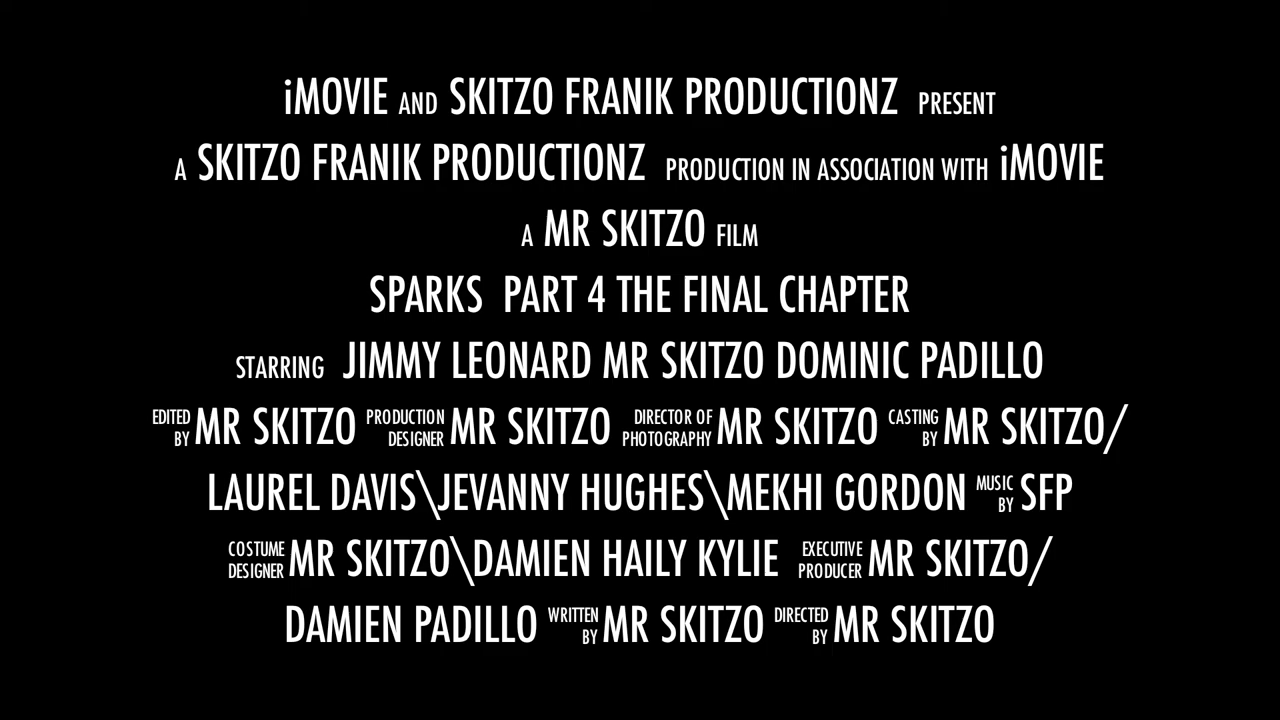 iMOVIE AND SKITZO FRANIK PRODUCTIONZ PRESENT
A SKITZO FRANIK PRODUCTIONZ PRODUCTION IN ASSOCIATION WITH iMOVIE
A MR SKITZO FILM
SPARKS PART 4 THE FINAL CHAPTER
STARRING JIMMY LEONARD MR SKITZO DOMINIC PADILLO
EDITED BY MR SKITZO PRODUCTION DESIGNER MR SKITZO DIRECTOR OF PHOTOGRAPHY MR SKITZO CASTING BY MR SKITZO/
LAUREL DAVIS\JEVANNY HUGHES\MEKHI GORDON MUSIC BY SFP
COSTUME DESIGNER MR SKITZO\DAMIEN HAILY KYLIE EXECUTIVE PRODUCER MR SKITZO/
DAMIEN PADILLO WRITTEN BY MR SKITZO DIRECTED BY MR SKITZO